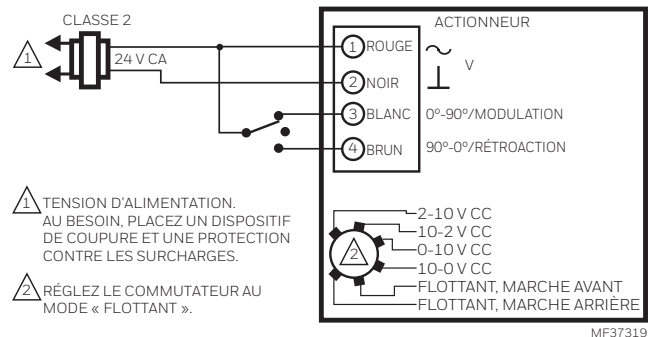 CLASSE 2
ACTIONNEUR
1
24 V CA
1 ROUGE
V
2 NOIR
3 BLANC 0°-90°/MODULATION
4 BRUN 90°-0°/RÉTROACTION
1 TENSION D'ALIMENTATION.
AU BESOIN, PLACEZ UN DISPOSITIF
DE COUPURE ET UNE PROTECTION
CONTRE LES SURCHARGES.
2 RÉGLEZ LE COMMUTATEUR AU
MODE « FLOTTANT ».
2
2-10 V CC
10-2 V CC
0-10 V CC
10-0 V CC
FLOTTANT, MARCHE AVANT
FLOTTANT, MARCHE ARRIÈRE
MF37319